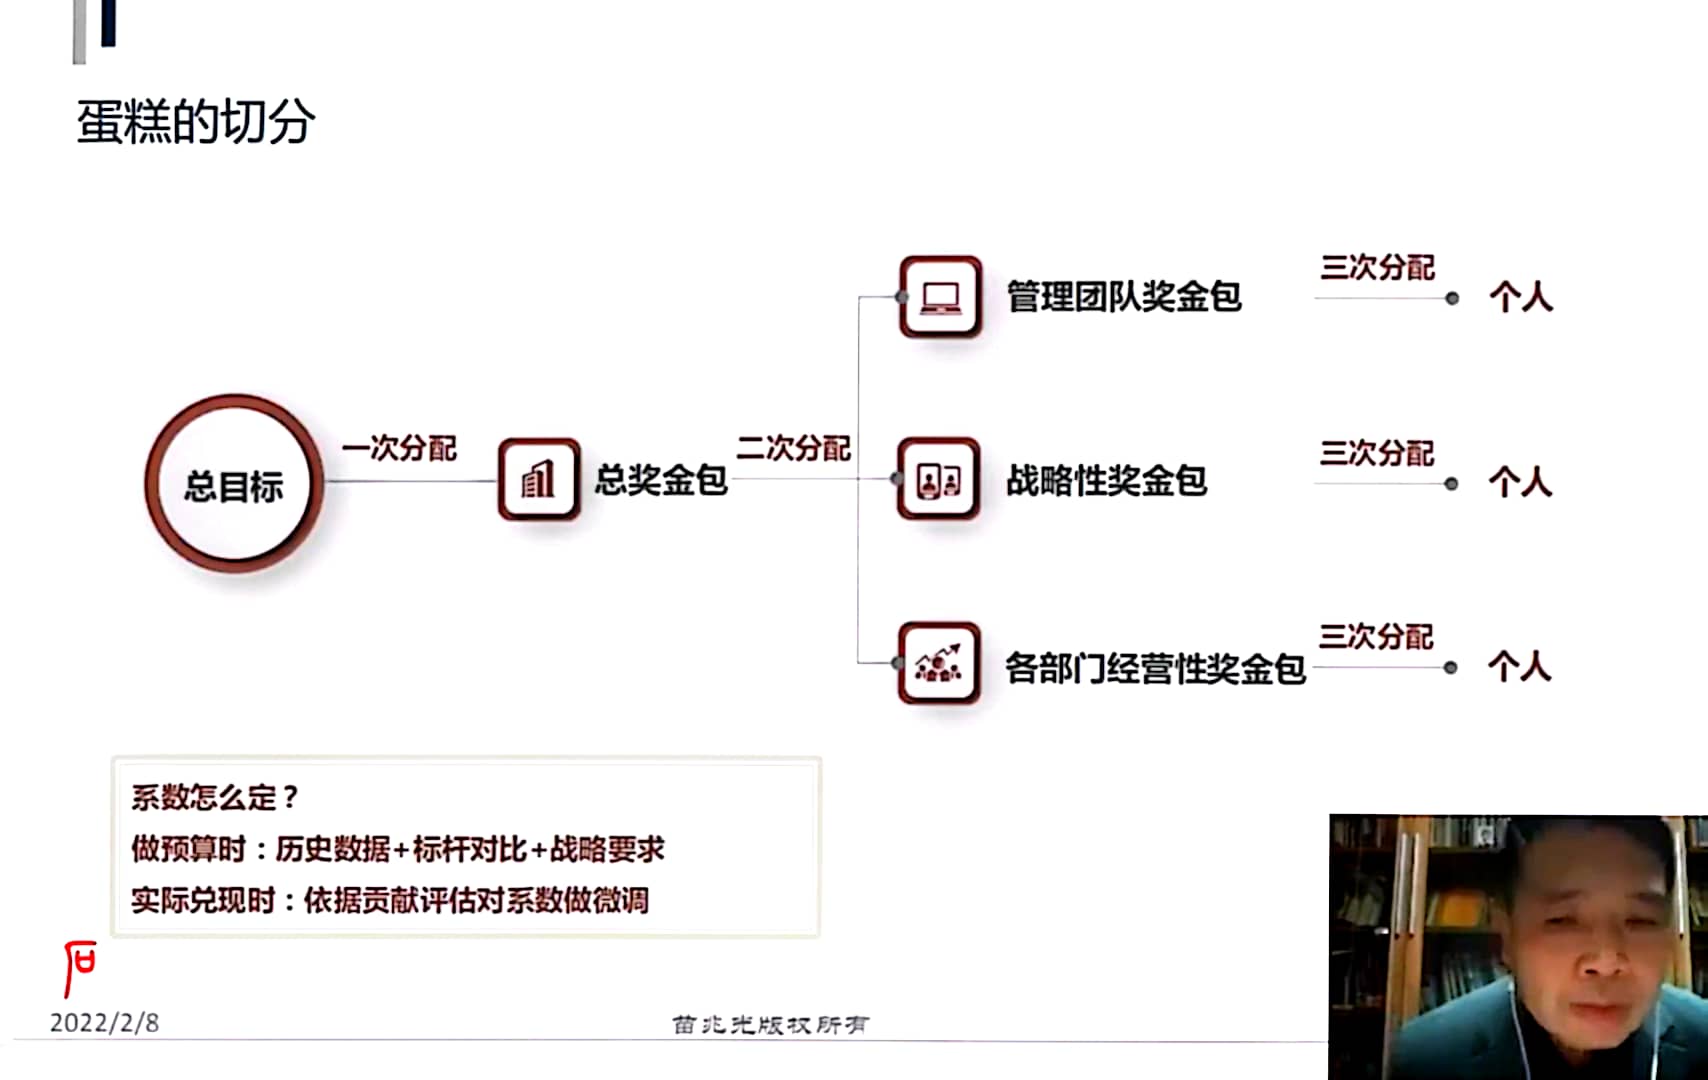 蛋糕的切分
总目标
一次分配
总奖金包
二次分配
管理团队奖金包
三次分配
个人
战略性奖金包
三次分配
个人
各部门经营性奖金包
三次分配
个人
系数怎么定？
做预算时：历史数据+标杆对比+战略要求
实际兑现时：依据贡献评估对系数做微调
2022/2/8
苗兆光版权所有